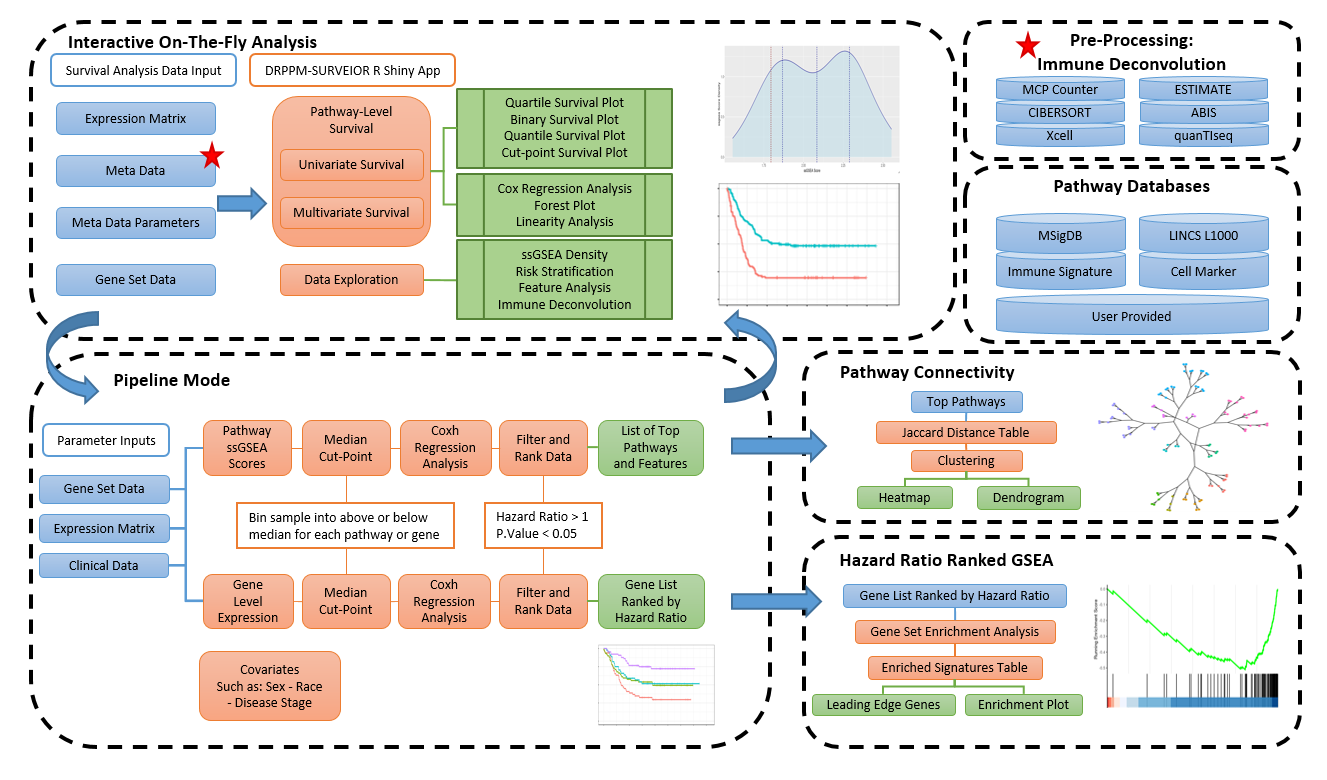 Interactive On-The-Fly Analysis
Survival Analysis Data Input
DRPPM-SURVEIOR R Shiny App
Expression Matrix
Meta Data
Meta Data Parameters
Gene Set Data
Pathway-Level
Survival
Univariate Survival
Multivariate Survival
Data Exploration
Quartile Survival Plot
Binary Survival Plot
Quantile Survival Plot
Cut-point Survival Plot
Cox Regression Analysis
Forest Plot
Linearity Analysis
ssGSEA Density
Risk Stratification
Feature Analysis
Immune Deconvolution
Pre-Processing:
Immune Deconvolution
MCP Counter
ESTIMATE
CIBERSORT
ABIS
Xcell
quanTIseq
Pathway Databases
MSigDB
LINCS L1000
Immune Signature
Cell Marker
User Provided
Pipeline Mode
Parameter Inputs
Gene Set Data
Expression Matrix
Clinical Data
Pathway
ssGSEA
Scores
Median
Cut-Point
Coxh
Regression
Analysis
Filter and
Rank Data
List of Top
Pathways
and Features
Bin sample into above or below
median for each pathway or gene
Hazard Ratio > 1
P.Value < 0.05
Gene
Level
Expression
Median
Cut-Point
Coxh
Regression
Analysis
Filter and
Rank Data
Gene List
Ranked by
Hazard Ratio
Covariates
Such as: Sex - Race
- Disease Stage
Pathway Connectivity
Top Pathways
Jaccard Distance Table
Clustering
Heatmap
Dendrogram
Hazard Ratio Ranked GSEA
Gene List Ranked by Hazard Ratio
Gene Set Enrichment Analysis
Enriched Signatures Table
Leading Edge Genes
Enrichment Plot
Running Enrichment Score